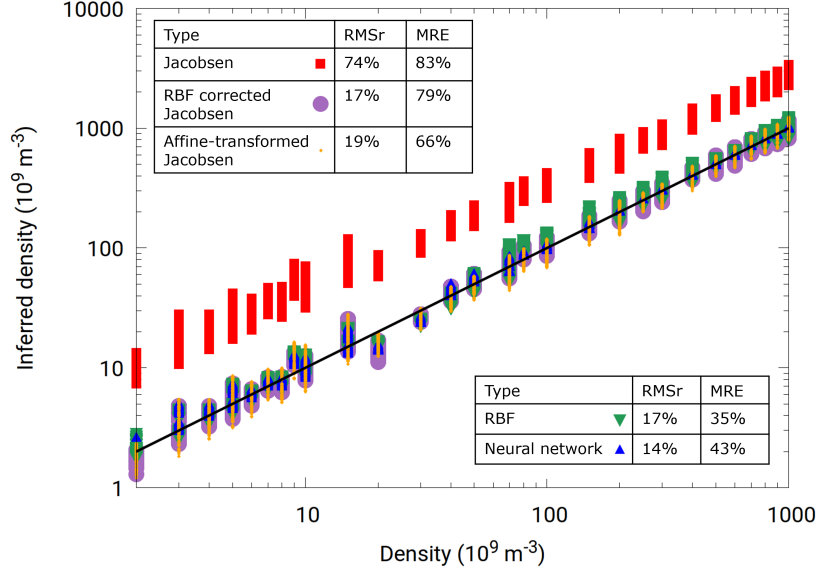 10000
1000
100
10
1
Inferred density (10⁹ m⁻³)
Type RMSr MRE
Jacobsen 74% 83%
RBF corrected
Jacobsen 17% 79%
Affine-transformed
Jacobsen 19% 66%
Type RMSr MRE
RBF 17% 35%
Neural network 14% 43%
10 100 1000
Density (10⁹ m⁻³)